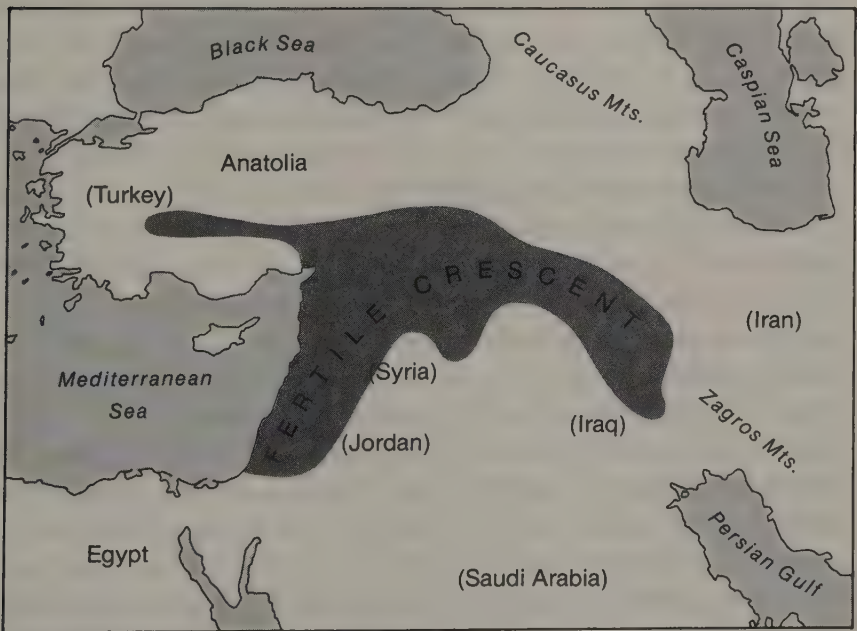 Black Sea
Caucasus Mts.
Caspian Sea
Anatolia
(Turkey)
FERTILE CRESCENT
(Iran)
Mediterranean
Sea
(Syria)
(Jordan)
(Iraq)
Zagros Mts.
Persian Gulf
Egypt
(Saudi Arabia)